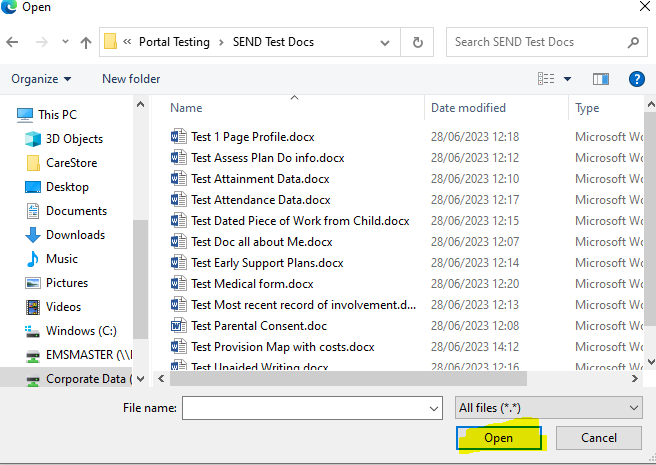 Open
Portal Testing > SEND Test Docs
Search SEND Test Docs
Organize
New folder
Name
Date modified
Type
This PC
3D Objects
CareStore
Desktop
Documents
Downloads
Music
Pictures
Videos
Windows (C:)
EMSMASTER (\\
Corporate Data (
Test 1 Page Profile.docx 28/06/2023 12:18 Microsoft Wo
Test Assess Plan Do info.docx 28/06/2023 12:12 Microsoft Wo
Test Attainment Data.docx 28/06/2023 12:10 Microsoft Wo
Test Attendance Data.docx 28/06/2023 12:17 Microsoft Wo
Test Dated Piece of Work from Child.docx 28/06/2023 12:15 Microsoft Wo
Test Doc all about Me.docx 28/06/2023 12:07 Microsoft Wo
Test Early Support Plans.docx 28/06/2023 12:14 Microsoft Wo
Test Medical form.docx 28/06/2023 12:20 Microsoft Wo
Test Most recent record of involvement.d... 28/06/2023 12:13 Microsoft Wo
Test Parental Consent.doc 28/06/2023 12:08 Microsoft Wo
Test Provision Map with costs.docx 28/06/2023 14:12 Microsoft Wo
Test Unaided Writing.docx 28/06/2023 12:16 Microsoft Wo
File name:
All files (*.*)
Open
Cancel